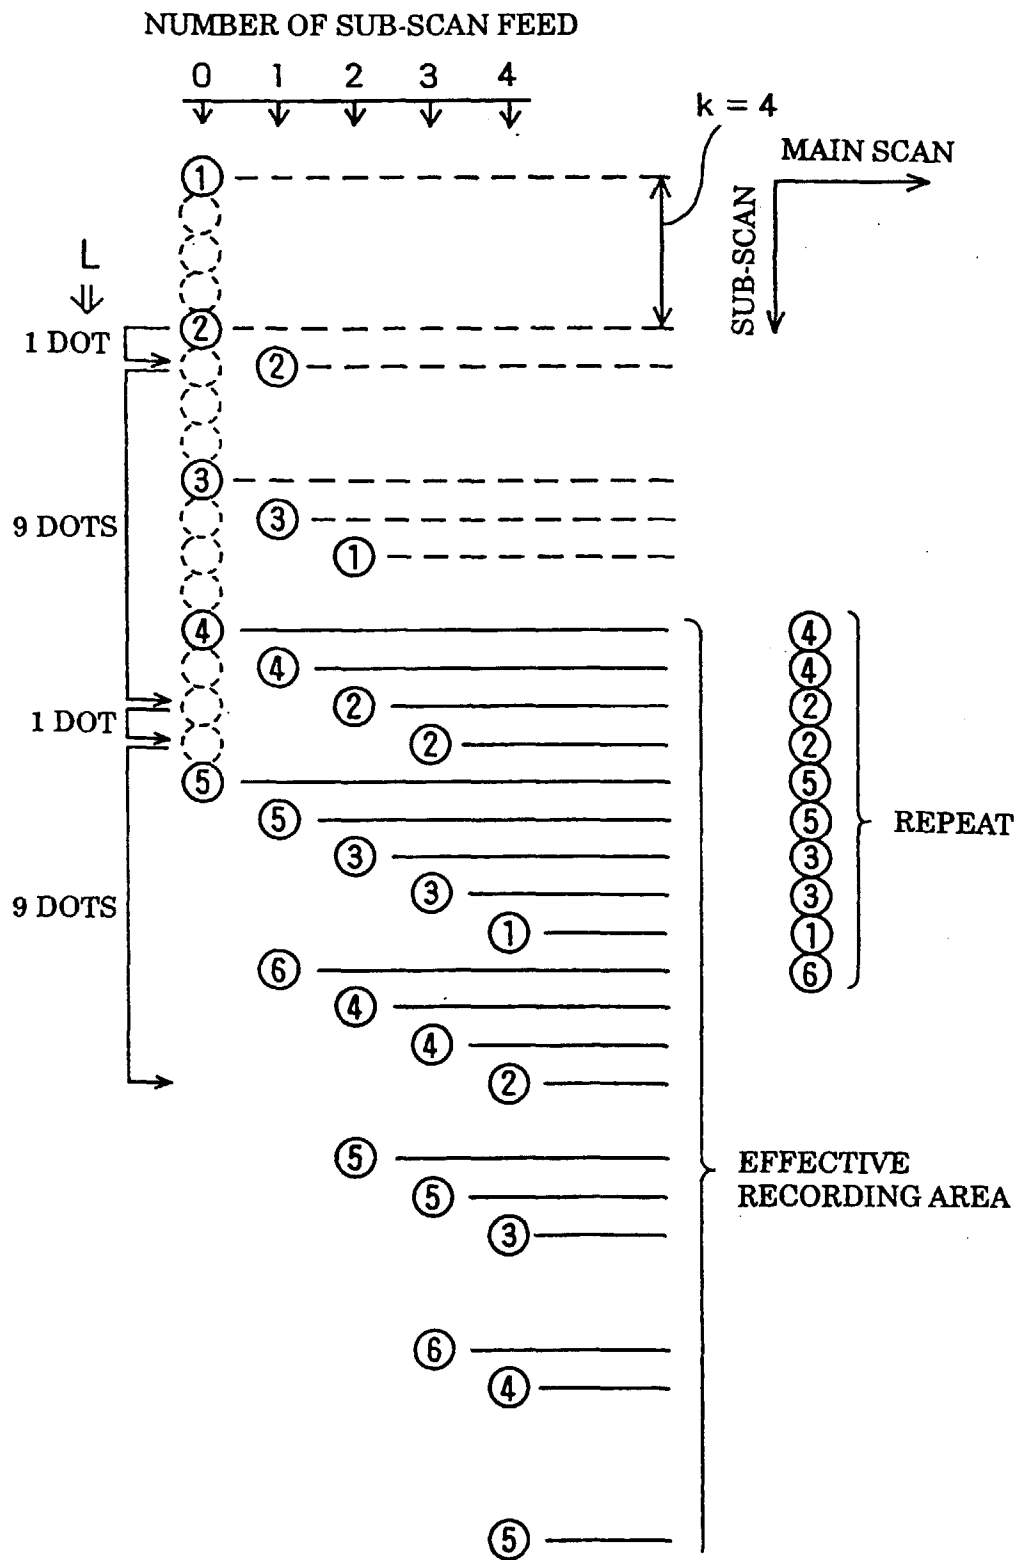 NUMBER OF SUB-SCAN FEED
0 1 2 3 4
k = 4
MAIN SCAN
SUB-SCAN
1
L
2
1 DOT
2
3
9 DOTS
3
1
4
4
4
4
2
2
1 DOT
2
2
5
5
5
5
REPEAT
3
3
9 DOTS
3
3
1
1
6
6
4
4
2
5
EFFECTIVE
RECORDING AREA
5
3
6
4
5